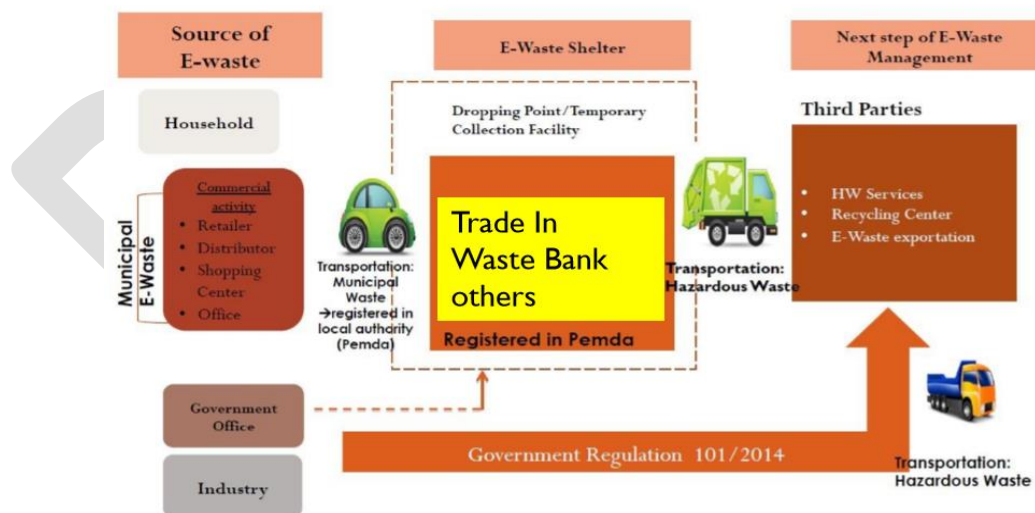 Source of
E-waste
E-Waste Shelter
Next step of E-Waste
Management
Household
Municipal
E-Waste
Commercial
activity
• Retailer
• Distributor
• Shopping
Center
• Office
Transportation:
Municipal
Waste
→registered in
local authority
(Pemda)
Dropping Point/Temporary
Collection Facility
Trade In
Waste Bank
others
Registered in Pemda
Transportation:
Hazardous Waste
Third Parties
• HW Services
• Recycling Center
• E-Waste exportation
Government
Office
Industry
Government Regulation 101/2014
Transportation:
Hazardous Waste